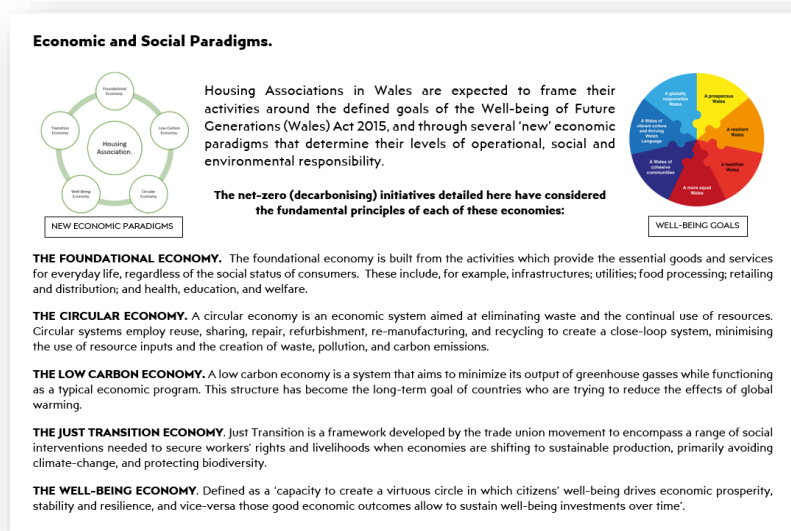 Economic and Social Paradigms.
Foundational
Economy
Transition
Economy
Low Carbon
Economy
Housing
Association.
Well-Being
Economy
Circular
Economy
NEW ECONOMIC PARADIGMS
Housing Associations in Wales are expected to frame their
activities around the defined goals of the Well-being of Future
Generations (Wales) Act 2015, and through several ‘new’ economic
paradigms that determine their levels of operational, social and
environmental responsibility.
The net-zero (decarbonising) initiatives detailed here have considered
the fundamental principles of each of these economies:
A globally
responsible
Wales
A prosperous
Wales
A Wales of
vibrant culture
and thriving
Welsh
Language
A resilient
Wales
A Wales of
cohesive
communities
A healthier
Wales
A more equal
Wales
WELL-BEING GOALS
THE FOUNDATIONAL ECONOMY. The foundational economy is built from the activities which provide the essential goods and services
for everyday life, regardless of the social status of consumers. These include, for example, infrastructures; utilities; food processing; retailing
and distribution; and health, education, and welfare.
THE CIRCULAR ECONOMY. A circular economy is an economic system aimed at eliminating waste and the continual use of resources.
Circular systems employ reuse, sharing, repair, refurbishment, re-manufacturing, and recycling to create a close-loop system, minimising
the use of resource inputs and the creation of waste, pollution, and carbon emissions.
THE LOW CARBON ECONOMY. A low carbon economy is a system that aims to minimize its output of greenhouse gasses while functioning
as a typical economic program. This structure has become the long-term goal of countries who are trying to reduce the effects of global
warming.
THE JUST TRANSITION ECONOMY. Just Transition is a framework developed by the trade union movement to encompass a range of social
interventions needed to secure workers’ rights and livelihoods when economies are shifting to sustainable production, primarily avoiding
climate-change, and protecting biodiversity.
THE WELL-BEING ECONOMY. Defined as a ‘capacity to create a virtuous circle in which citizens’ well-being drives economic prosperity,
stability and resilience, and vice-versa those good economic outcomes allow to sustain well-being investments over time’.